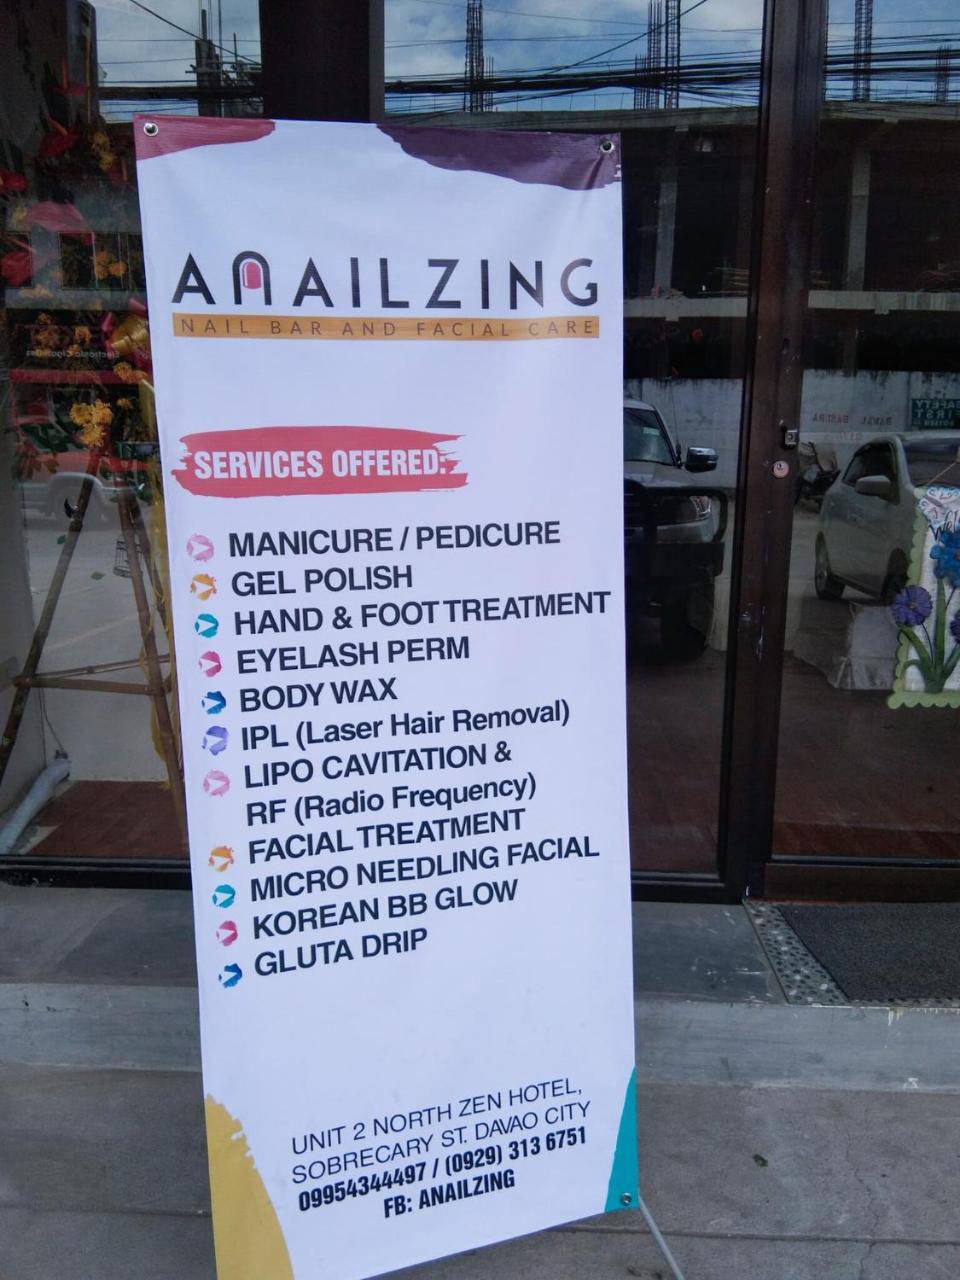 ANAILZING
NAIL BAR AND FACIAL CARE
SERVICES OFFERED:
MANICURE / PEDICURE
GEL POLISH
HAND & FOOT TREATMENT
EYELASH PERM
BODY WAX
IPL (Laser Hair Removal)
LIPO CAVITATION &
RF (Radio Frequency)
FACIAL TREATMENT
MICRO NEEDLING FACIAL
KOREAN BB GLOW
GLUTA DRIP
UNIT 2 NORTH ZEN HOTEL,
SOBRECARY ST. DAVAO CITY
09954344497 / (0929) 313 6751
FB: ANAILZING